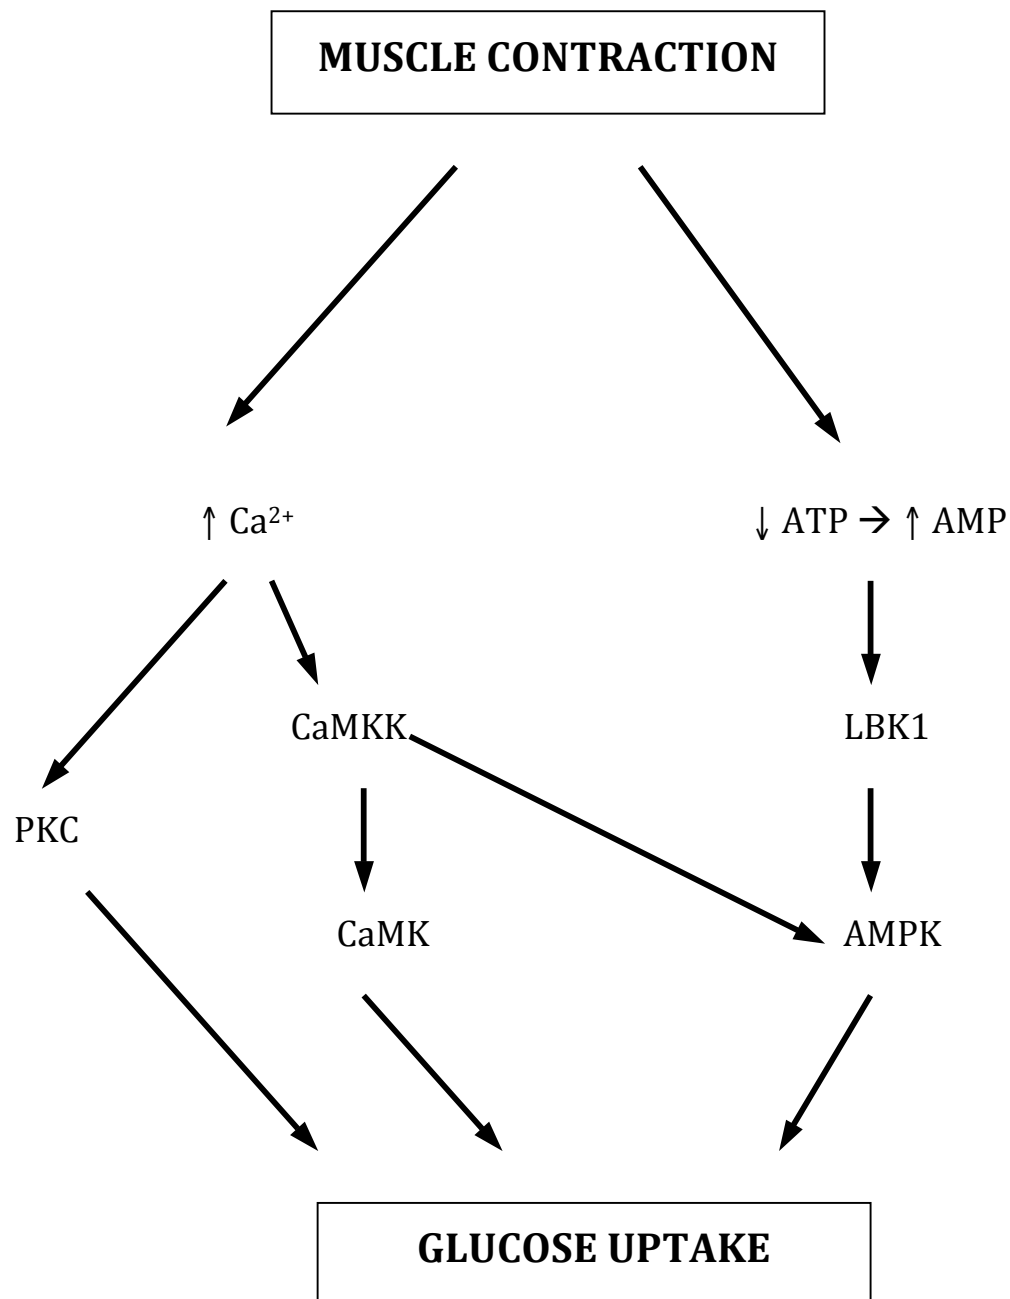 MUSCLE CONTRACTION
↑ Ca²⁺
↓ ATP → ↑ AMP
CaMKK
LBK1
PKC
CaMK
AMPK
GLUCOSE UPTAKE